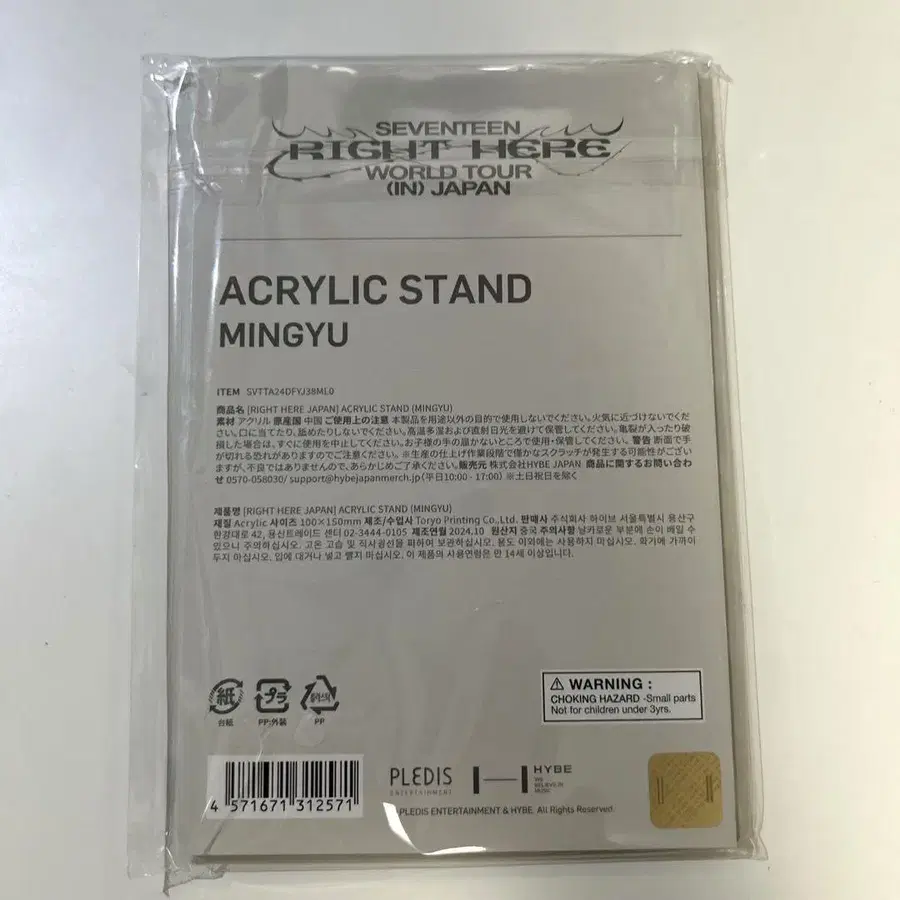 SEVENTEEN
RIGHT HERE
WORLD TOUR
(IN) JAPAN
ACRYLIC STAND
MINGYU
ITEM SVTTA24DFYJ38ML0
商品名 [RIGHT HERE JAPAN] ACRYLIC STAND (MINGYU)
素材 アクリル 原産国 中国 ご使用上の注意 本製品を用途以外の目的で使用しないでください。火気に近づけないでくだ
さい。口に当てたり、舐めたりしないでください。高温多湿および直射日光を避けて保管してください。亀裂が入ったり破
損した場合は、すぐに使用を中止してください。お子様の手の届かないところで使用・保管してください。警告 断面で手
が切れる恐れがありますのでご注意ください。※生産の仕上げ作業段階で僅かなスクラッチが発生する可能性がござい
ますが、不良ではありませんので、あらかじめご了承ください。販売元 株式会社HYBE JAPAN 商品に関するお問い合わ
せ 0570-058030/ support@hybejapanmerch.jp(平日10:00 - 17:00) ※土日祝日を除く
제품명 [RIGHT HERE JAPAN] ACRYLIC STAND (MINGYU)
재질 Acrylic 사이즈 100×150mm 제조/수입사 Toryo Printing Co.,Ltd. 판매사 주식회사 하이브 서울특별시 용산구
한강대로 42, 용산트레이드 센터 02-3444-0105 제조연월 2024.10 원산지 중국 주의사항 날카로운 부분에 손이 베일 수
있으니 주의하십시오. 고온 고습 및 직사광선을 피하여 보관하십시오. 용도 이외에는 사용하지 마십시오. 화기에 가까이
두지 마십시오. 입에 대거나 넣고 빨지 마십시오. 이 제품의 사용연령은 만 14세 이상입니다.
紙 プラ 플라스틱
台紙 PP:外装 PP
WARNING :
CHOKING HAZARD -Small parts
Not for children under 3yrs.
4 571671 312571
PLEDIS
ENTERTAINMENT
HYBE
WE
BELIEVE IN
MUSIC
PLEDIS ENTERTAINMENT & HYBE. All Rights Reserved.